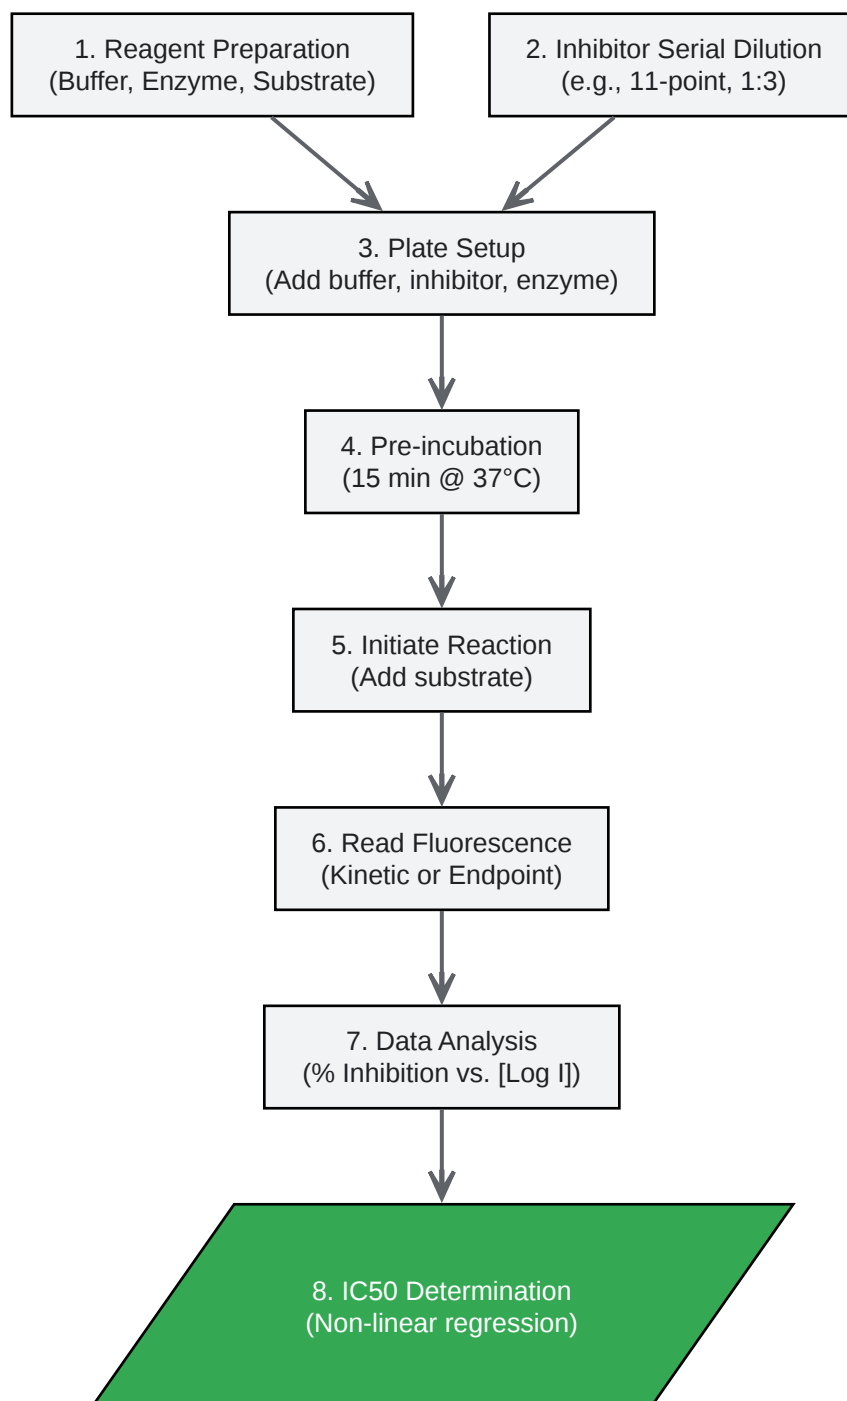 1. Reagent Preparation
(Buffer, Enzyme, Substrate)
2. Inhibitor Serial Dilution
(e.g., 11-point, 1:3)
3. Plate Setup
(Add buffer, inhibitor, enzyme)
4. Pre-incubation
(15 min @ 37°C)
5. Initiate Reaction
(Add substrate)
6. Read Fluorescence
(Kinetic or Endpoint)
7. Data Analysis
(% Inhibition vs. [Log I])
8. IC50 Determination
(Non-linear regression)